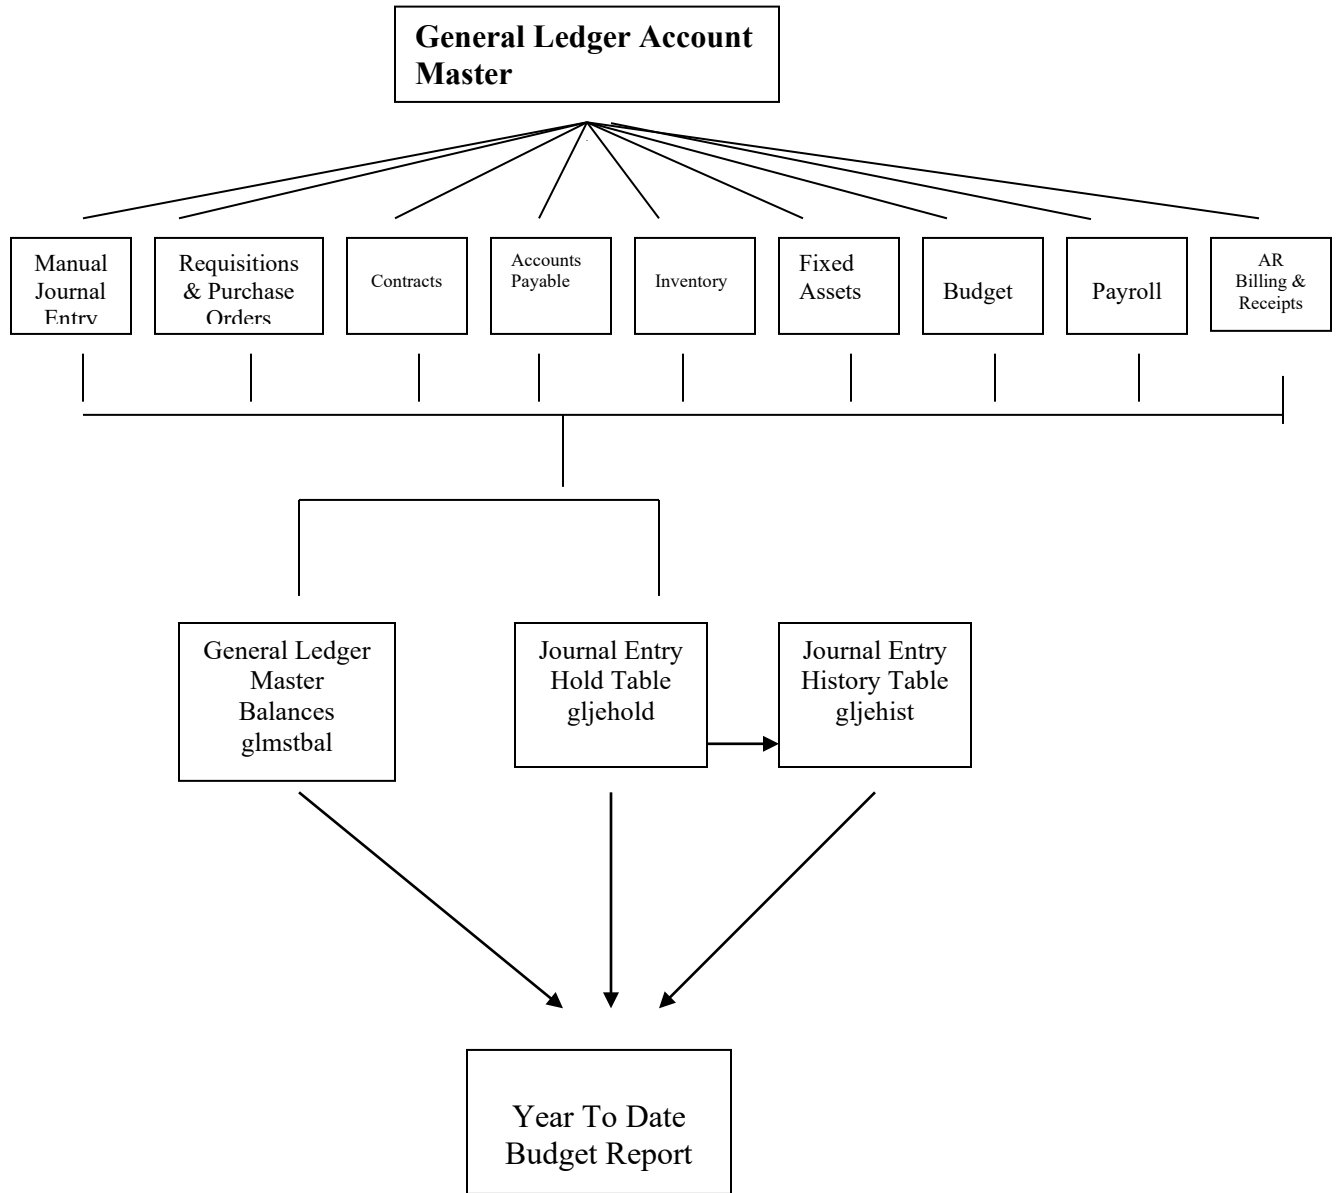 General Ledger Account
Master
Manual
Journal
Entry
Requisitions
& Purchase
Orders
Contracts
Accounts
Payable
Inventory
Fixed
Assets
Budget
Payroll
AR
Billing &
Receipts
General Ledger
Master
Balances
glmstbal
Journal Entry
Hold Table
gljehold
Journal Entry
History Table
gljehist
Year To Date
Budget Report